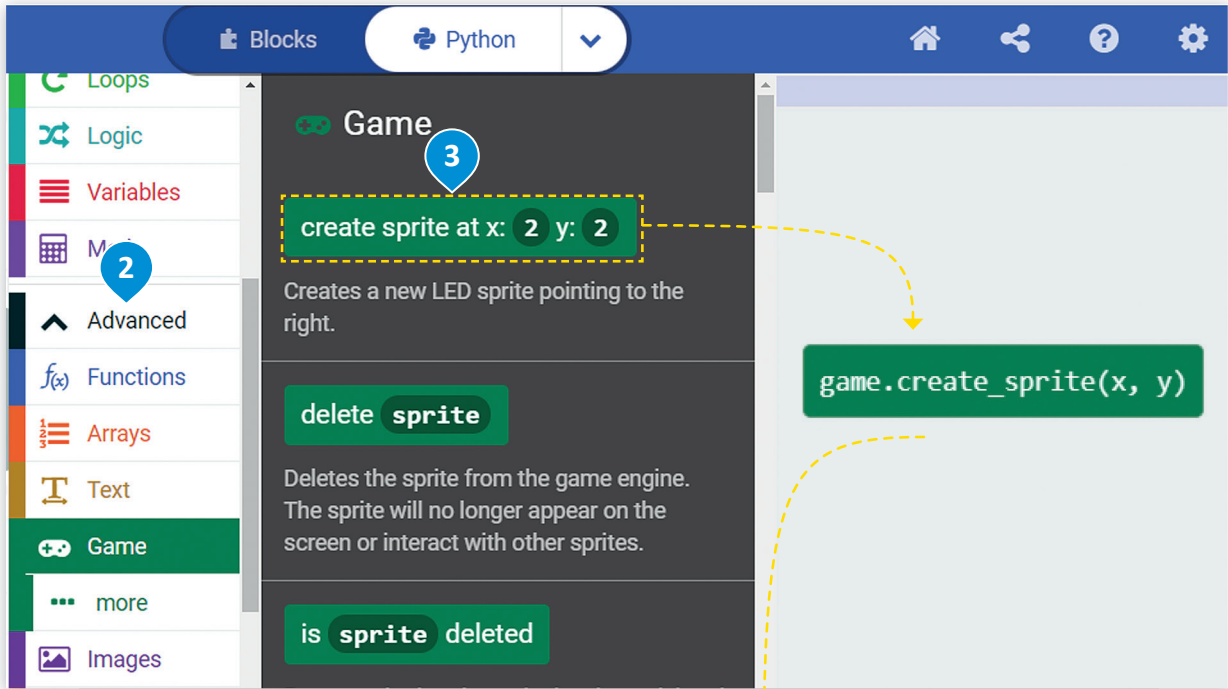 Blocks
Python
Loops
Logic
Variables
2
Advanced
Functions
Arrays
Text
Game
more
Images
Game
3
create sprite at x: 2 y: 2
Creates a new LED sprite pointing to the
right.
delete sprite
Deletes the sprite from the game engine.
The sprite will no longer appear on the
screen or interact with other sprites.
is sprite deleted
game.create_sprite(x, y)